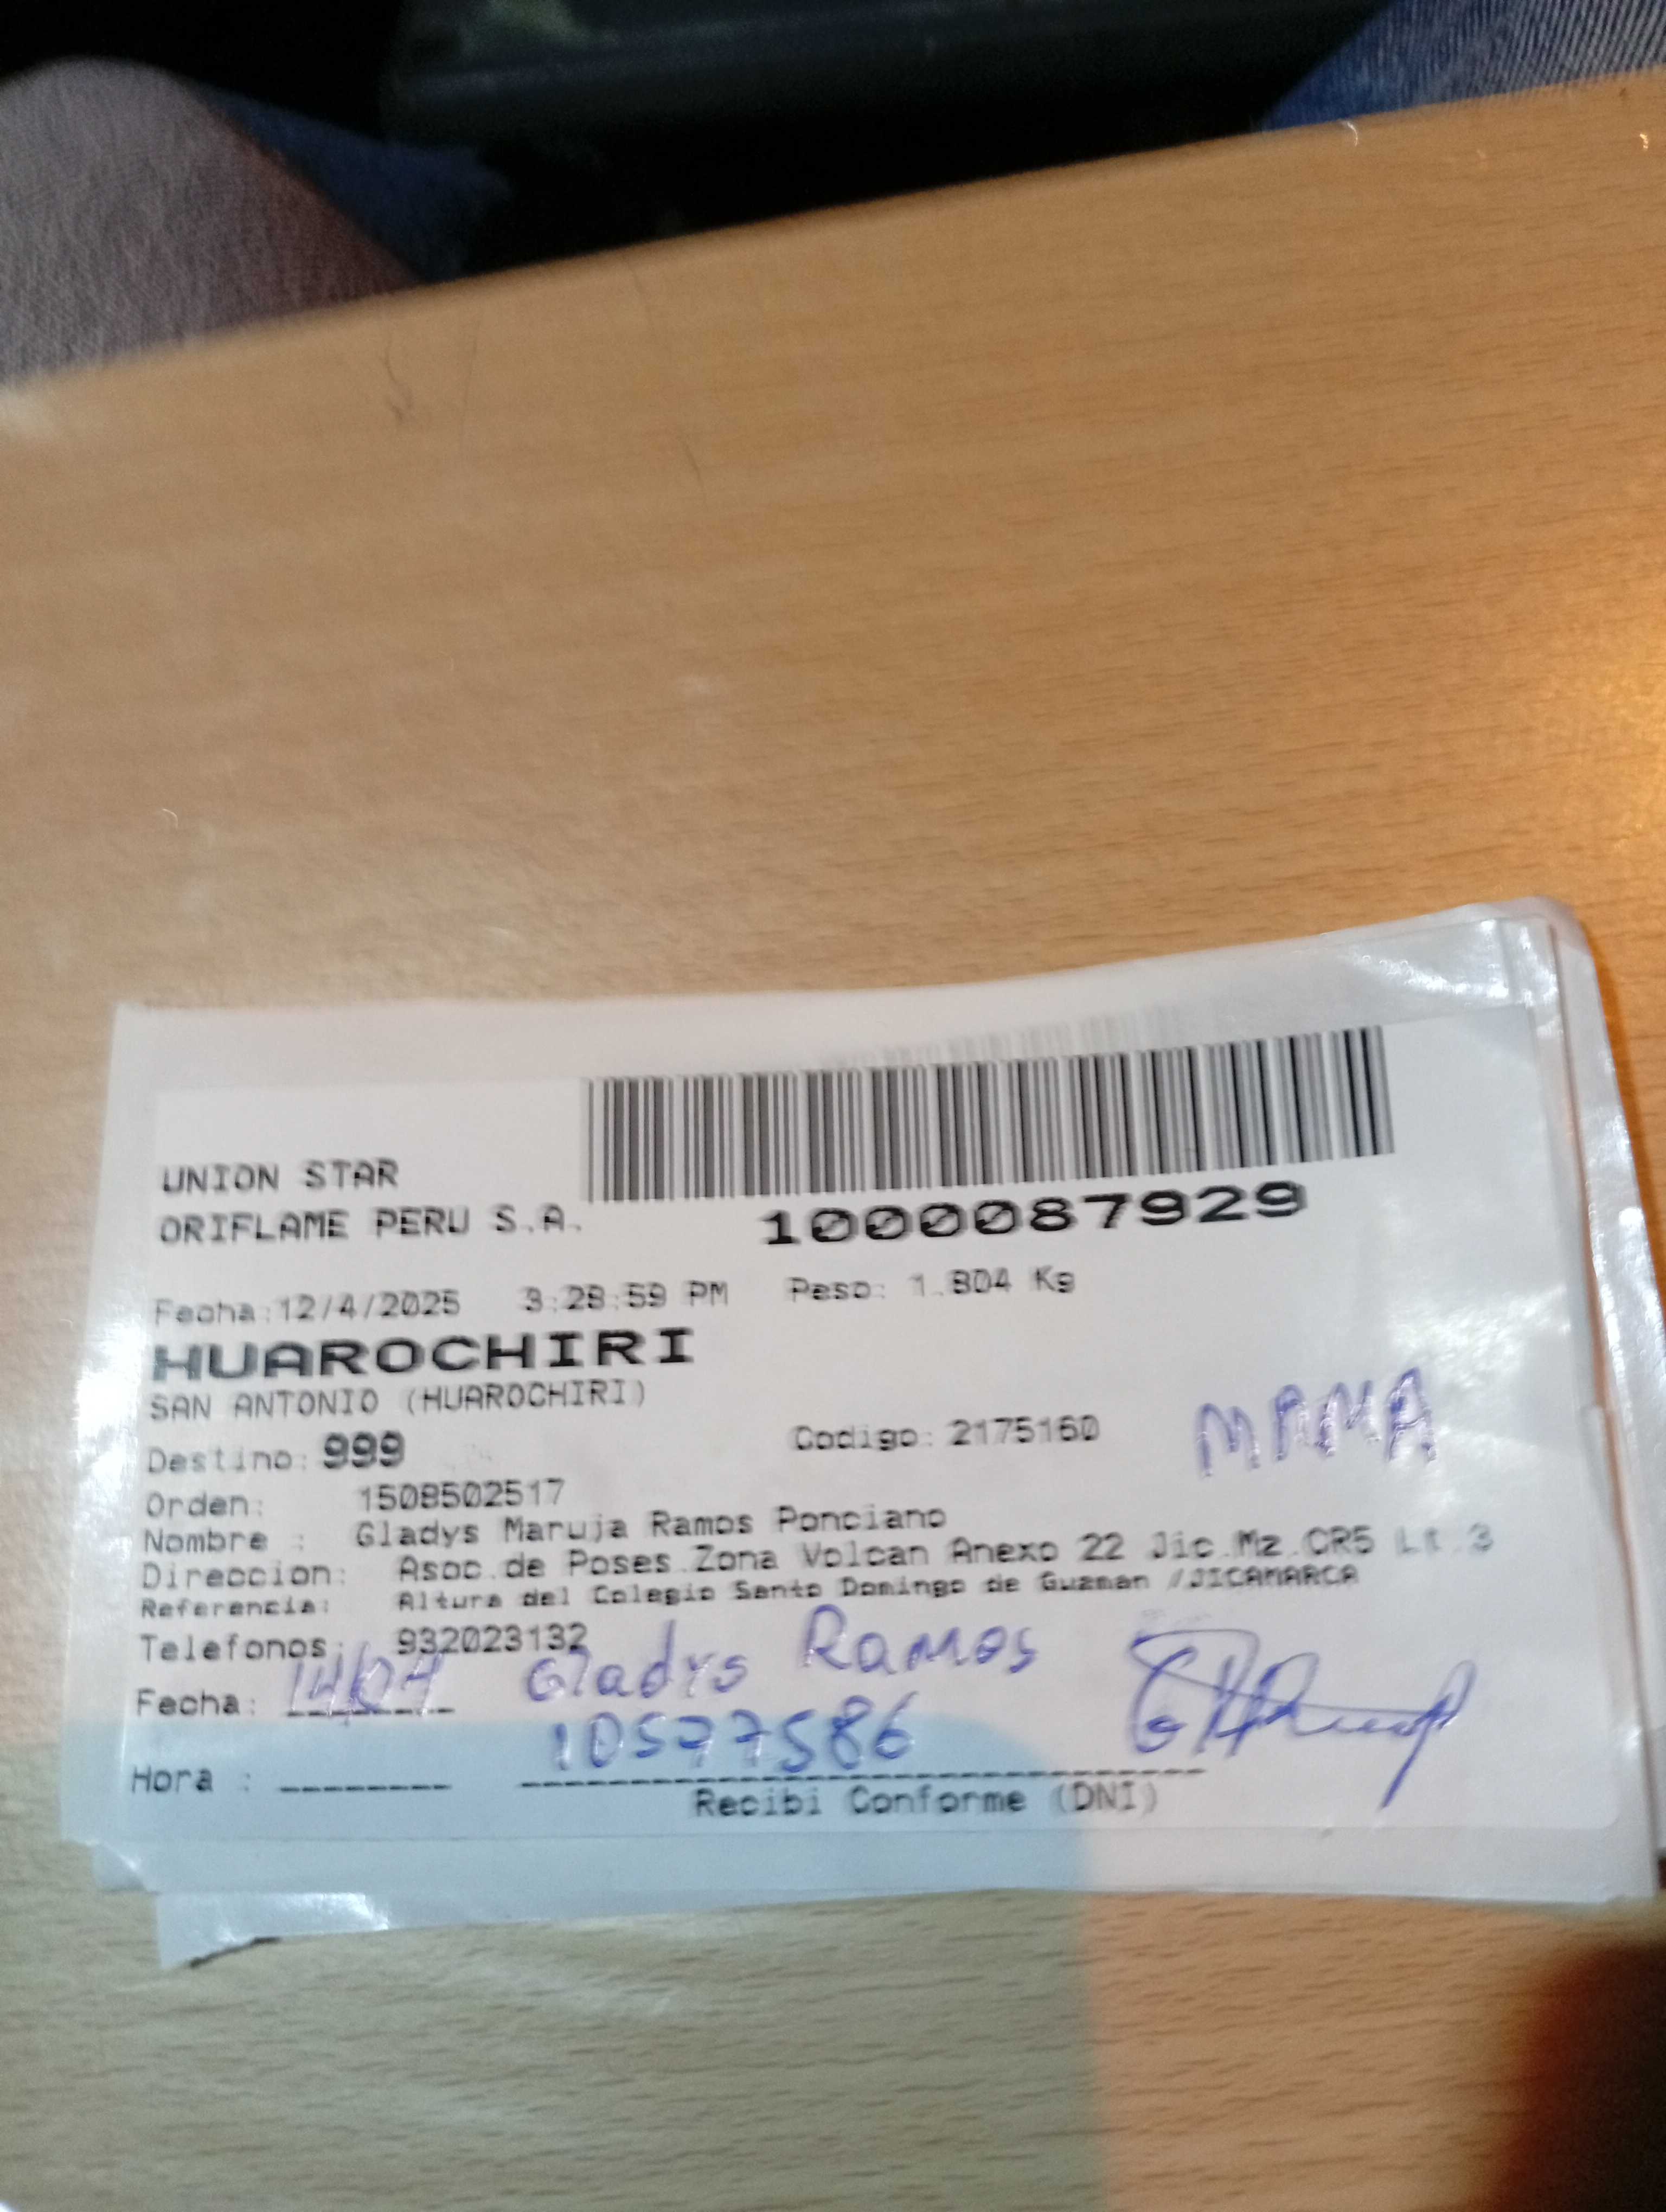 UNION STAR
ORIFLAME PERU S.A.
1000087929
Fecha:12/4/2025 3:28:59 PM Peso: 1.804 Kg
HUAROCHIRI
SAN ANTONIO (HUAROCHIRI)
Destino: 999 Codigo: 2175160 MAMA
Orden: 1508502517
Nombre : Gladys Maruja Ramos Ponciano
Direccion: Asoc.de Poses.Zona Volcan Anexo 22 Jic.Mz.CR5 Lt.3
Referencia: Altura del Colegio Santo Domingo de Guzman /JICAMARCA
Telefonos: 932023132
Fecha: 14/04 Gladys Ramos
10577586
Hora :
Recibi Conforme (DNI)